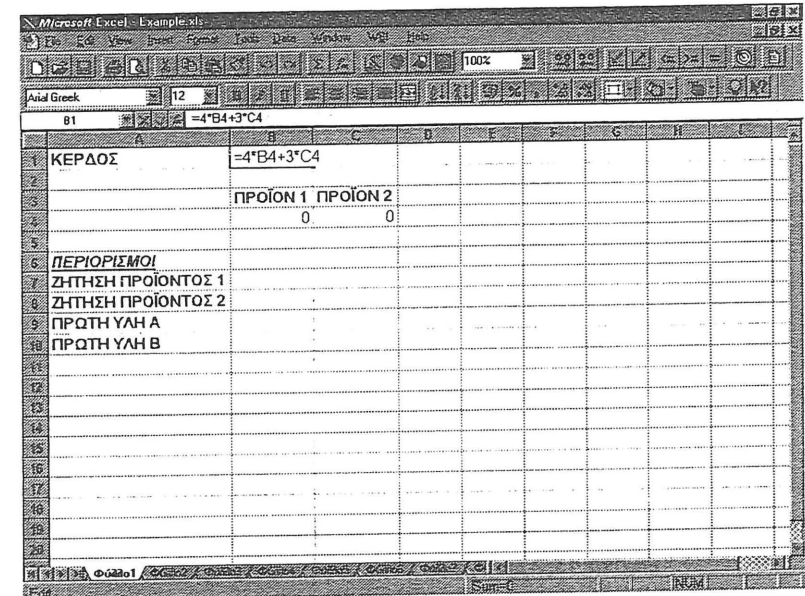 Microsoft Excel - Example.xls
File Edit View Insert Format Tools Data Window WB! Help
100%
Arial Greek 12
B1 =4*B4+3*C4
A B C D E F G H I
1 ΚΕΡΔΟΣ =4*B4+3*C4
2
3 ΠΡΟΪΟΝ 1 ΠΡΟΪΟΝ 2
4 0 0
5
6 ΠΕΡΙΟΡΙΣΜΟΙ
7 ΖΗΤΗΣΗ ΠΡΟΪΟΝΤΟΣ 1
8 ΖΗΤΗΣΗ ΠΡΟΪΟΝΤΟΣ 2
9 ΠΡΩΤΗ ΥΛΗ Α
10 ΠΡΩΤΗ ΥΛΗ Β
11
12
13
14
15
16
17
18
19
20
Φύλλο1
Edit Sum=0 NUM